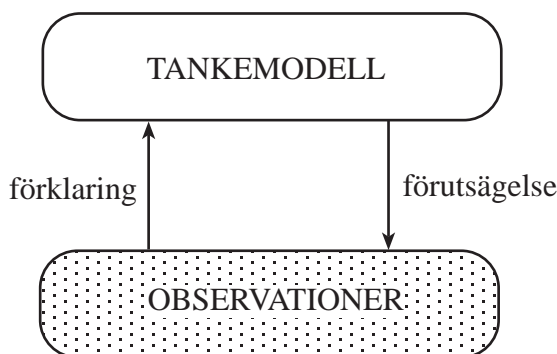 TANKEMODELL
förklaring
förutsägelse
OBSERVATIONER